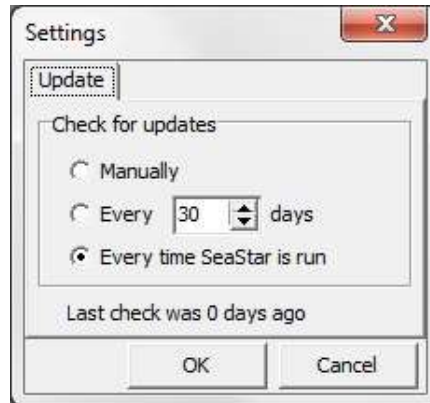 Settings
Update
Check for updates
Manually
Every 30 days
Every time SeaStar is run
Last check was 0 days ago
OK Cancel